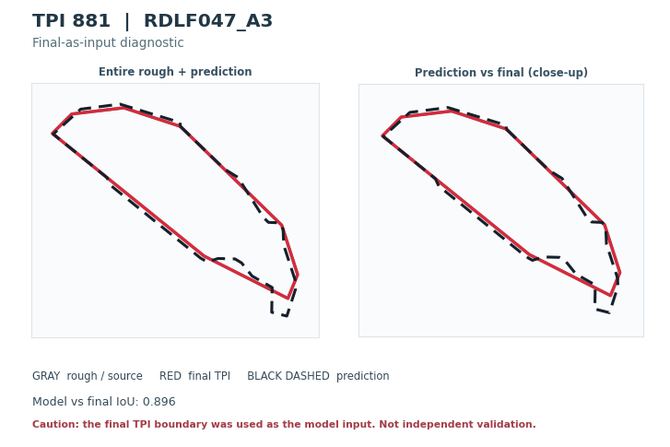 TPI 881 | RDLF047_A3
Final-as-input diagnostic
Entire rough + prediction
Prediction vs final (close-up)
GRAY rough / source RED final TPI BLACK DASHED prediction
Model vs final IoU: 0.896
Caution: the final TPI boundary was used as the model input. Not independent validation.